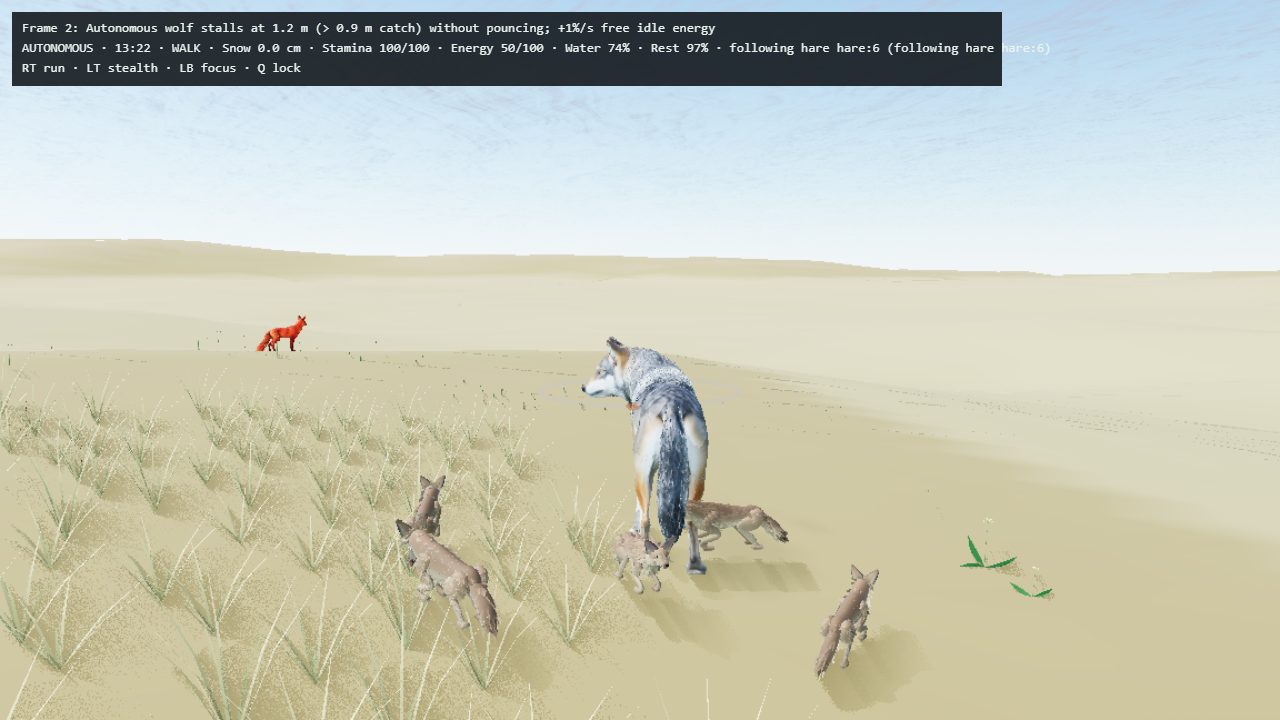 Frame 2: Autonomous wolf stalls at 1.2 m (> 0.9 m catch) without pouncing; +1%/s free idle energy
AUTONOMOUS · 13:22 · WALK · Snow 0.0 cm · Stamina 100/100 · Energy 50/100 · Water 74% · Rest 97% · following hare hare:6 (following hare hare:6)
RT run · LT stealth · LB focus · Q lock